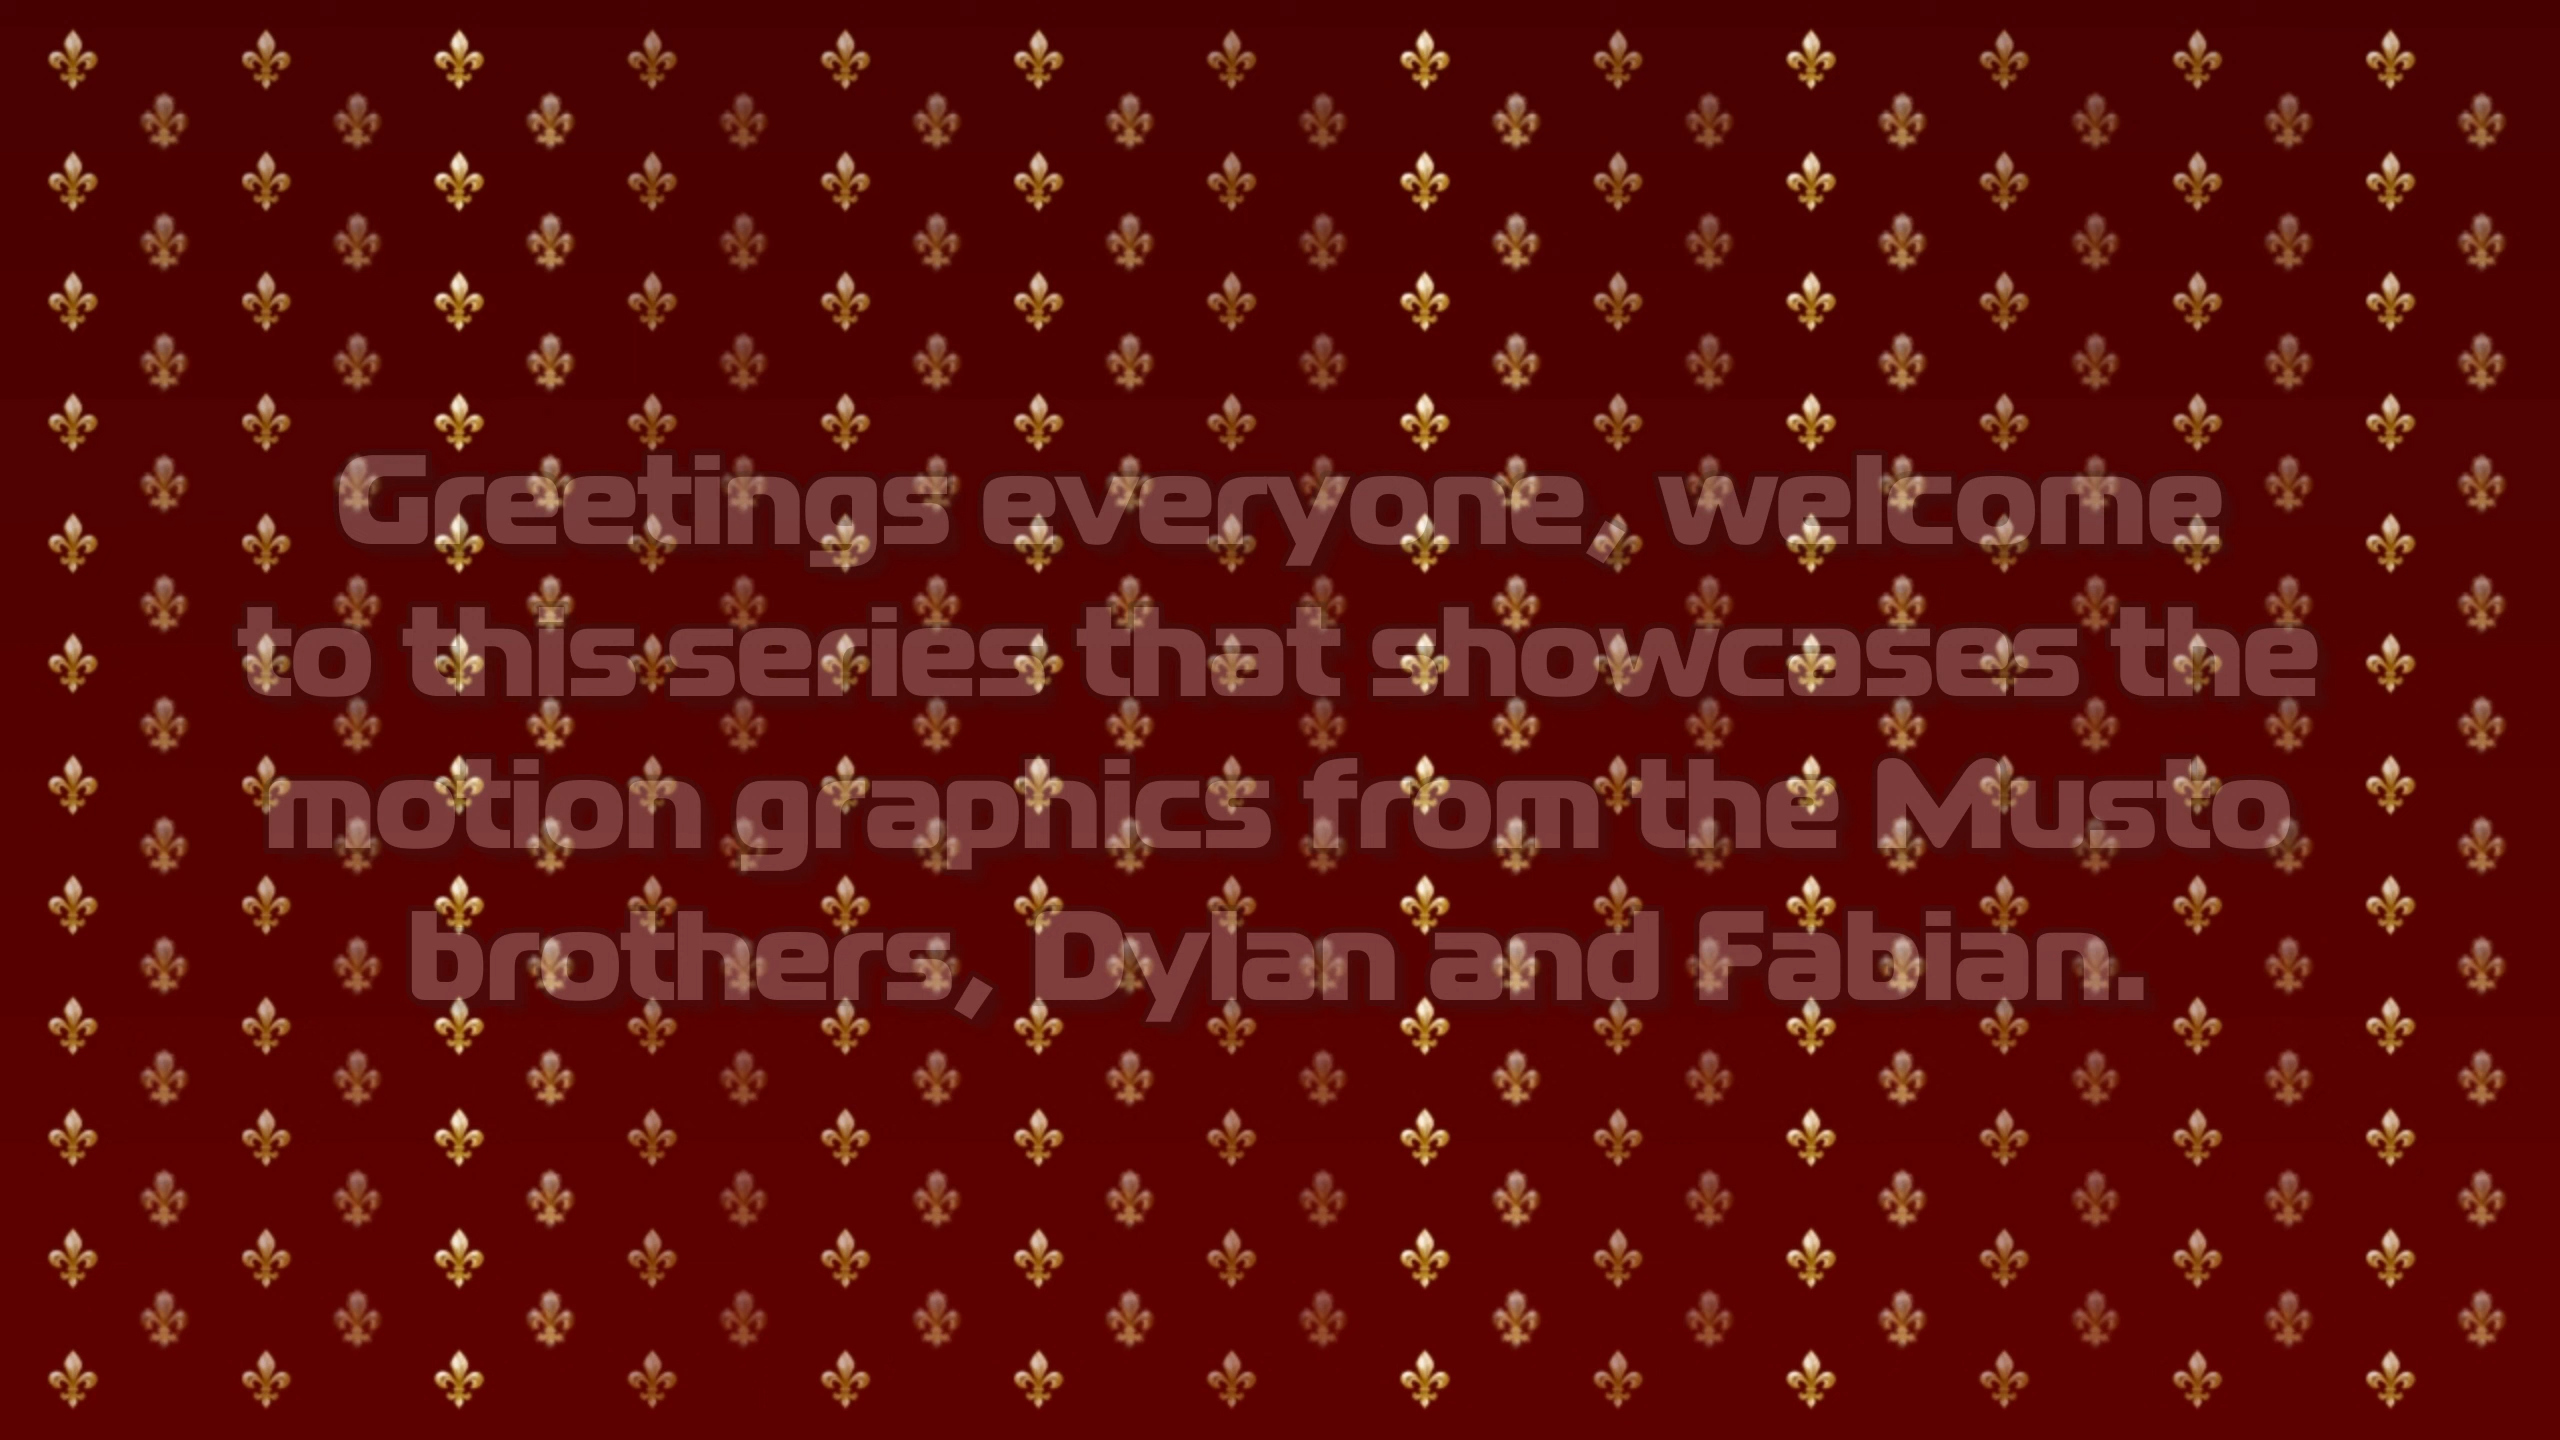 Greetings everyone, welcome
to this series that showcases the
motion graphics from the Musto
brothers, Dylan and Fabian.